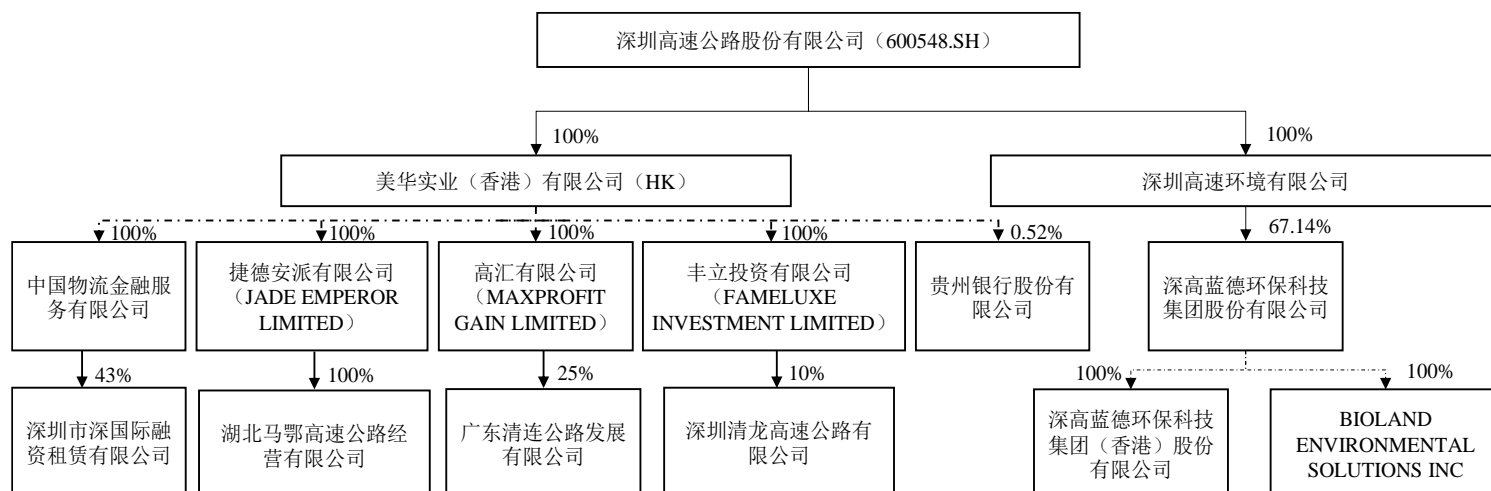 深圳高速公路股份有限公司（600548.SH）
100%
100%
美华实业（香港）有限公司（HK）
深圳高速环境有限公司
100%
100%
100%
100%
0.52%
67.14%
中国物流金融服
务有限公司
捷德安派有限公司
（JADE EMPEROR
LIMITED）
高汇有限公司
（MAXPROFIT
GAIN LIMITED）
丰立投资有限公司
（FAMELUXE
INVESTMENT LIMITED）
贵州银行股份有
限公司
深高蓝德环保科技
集团股份有限公司
43%
100%
25%
10%
100%
100%
深圳市深国际融
资租赁有限公司
湖北马鄂高速公路经
营有限公司
广东清连公路发展
有限公司
深圳清龙高速公路有
限公司
深高蓝德环保科技
集团（香港）股份
有限公司
BIOLAND
ENVIRONMENTAL
SOLUTIONS INC